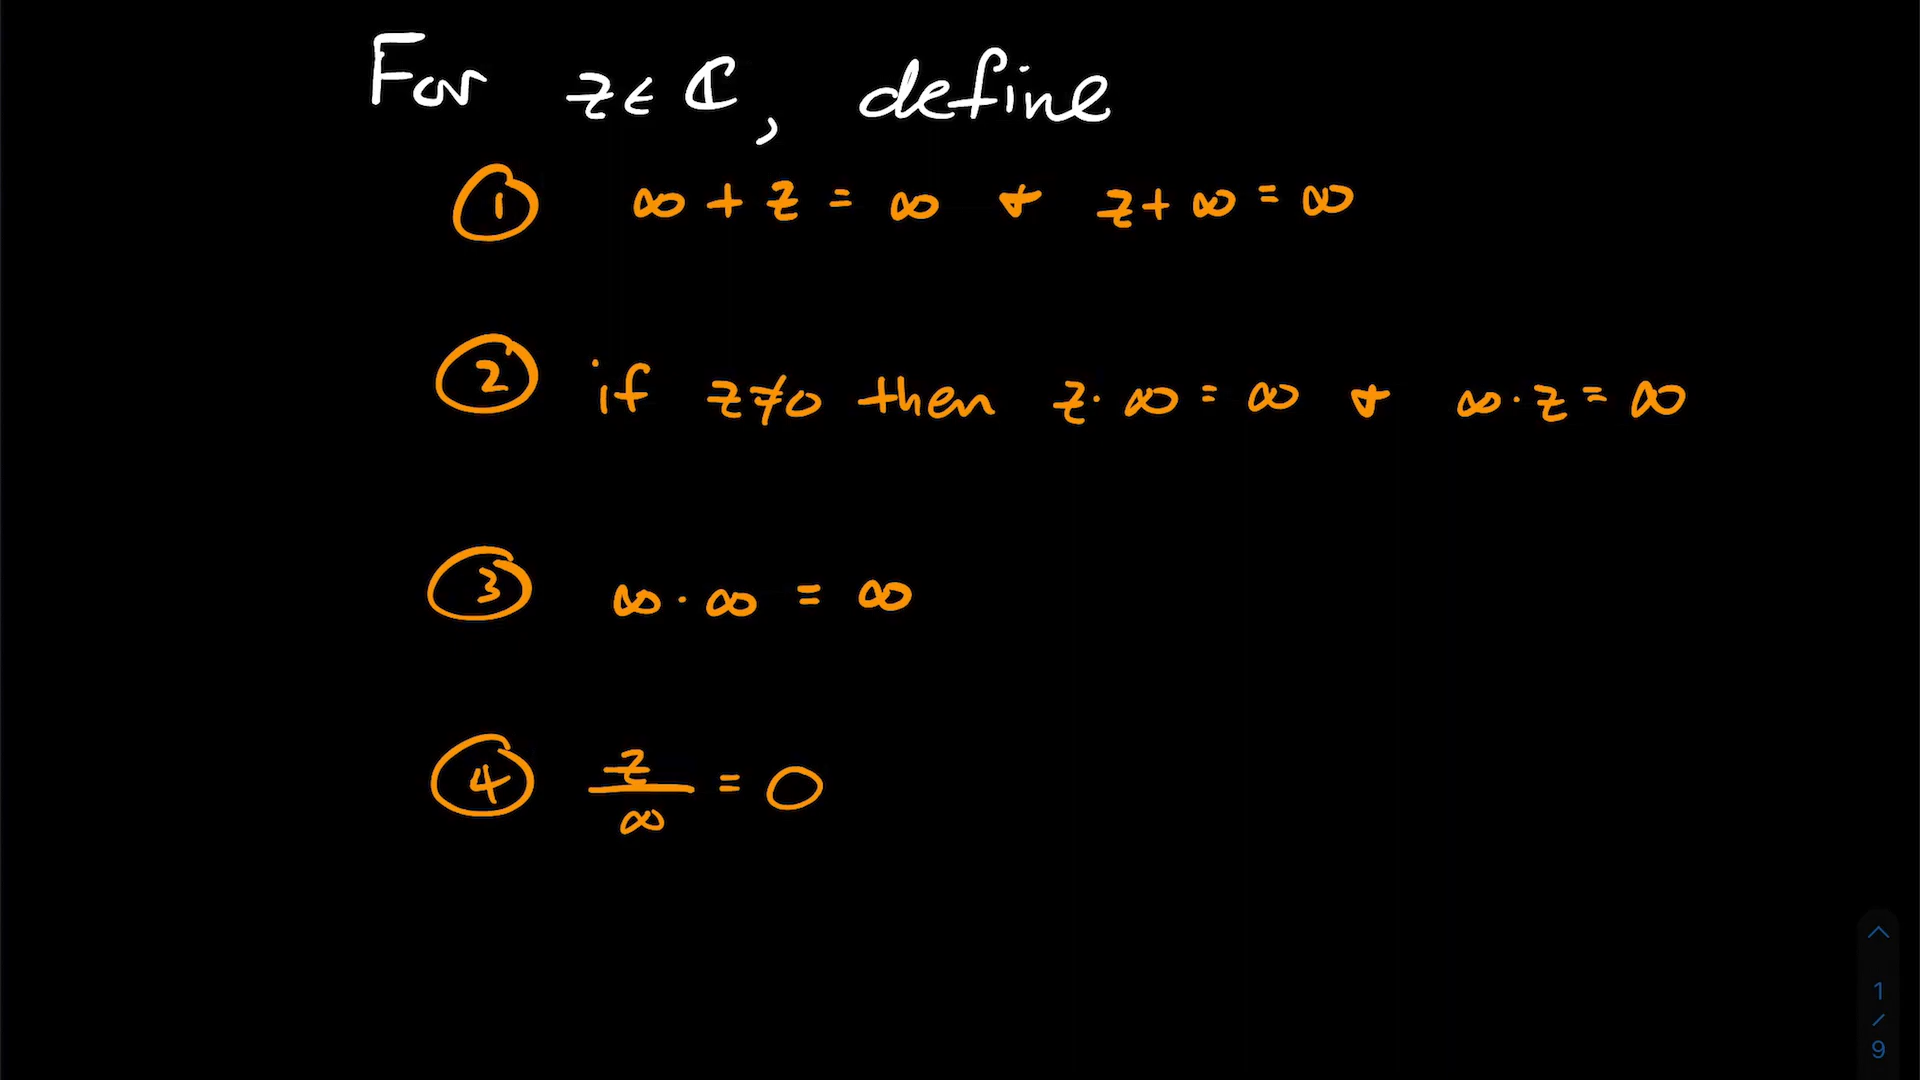 For z ∈ ℂ, define
① ∞ + z = ∞ & z + ∞ = ∞
② if z ≠ 0 then z · ∞ = ∞ & ∞ · z = ∞
③ ∞ · ∞ = ∞
④ z/∞ = 0
1
/
9